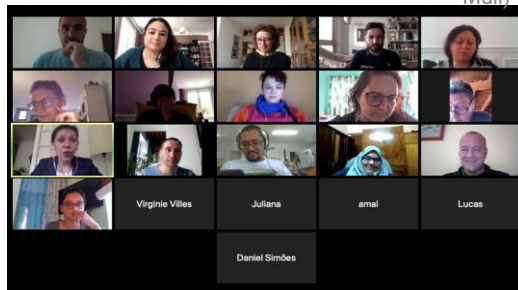 Virginie Villes
Juliana
amal
Lucas
Daniel Simões